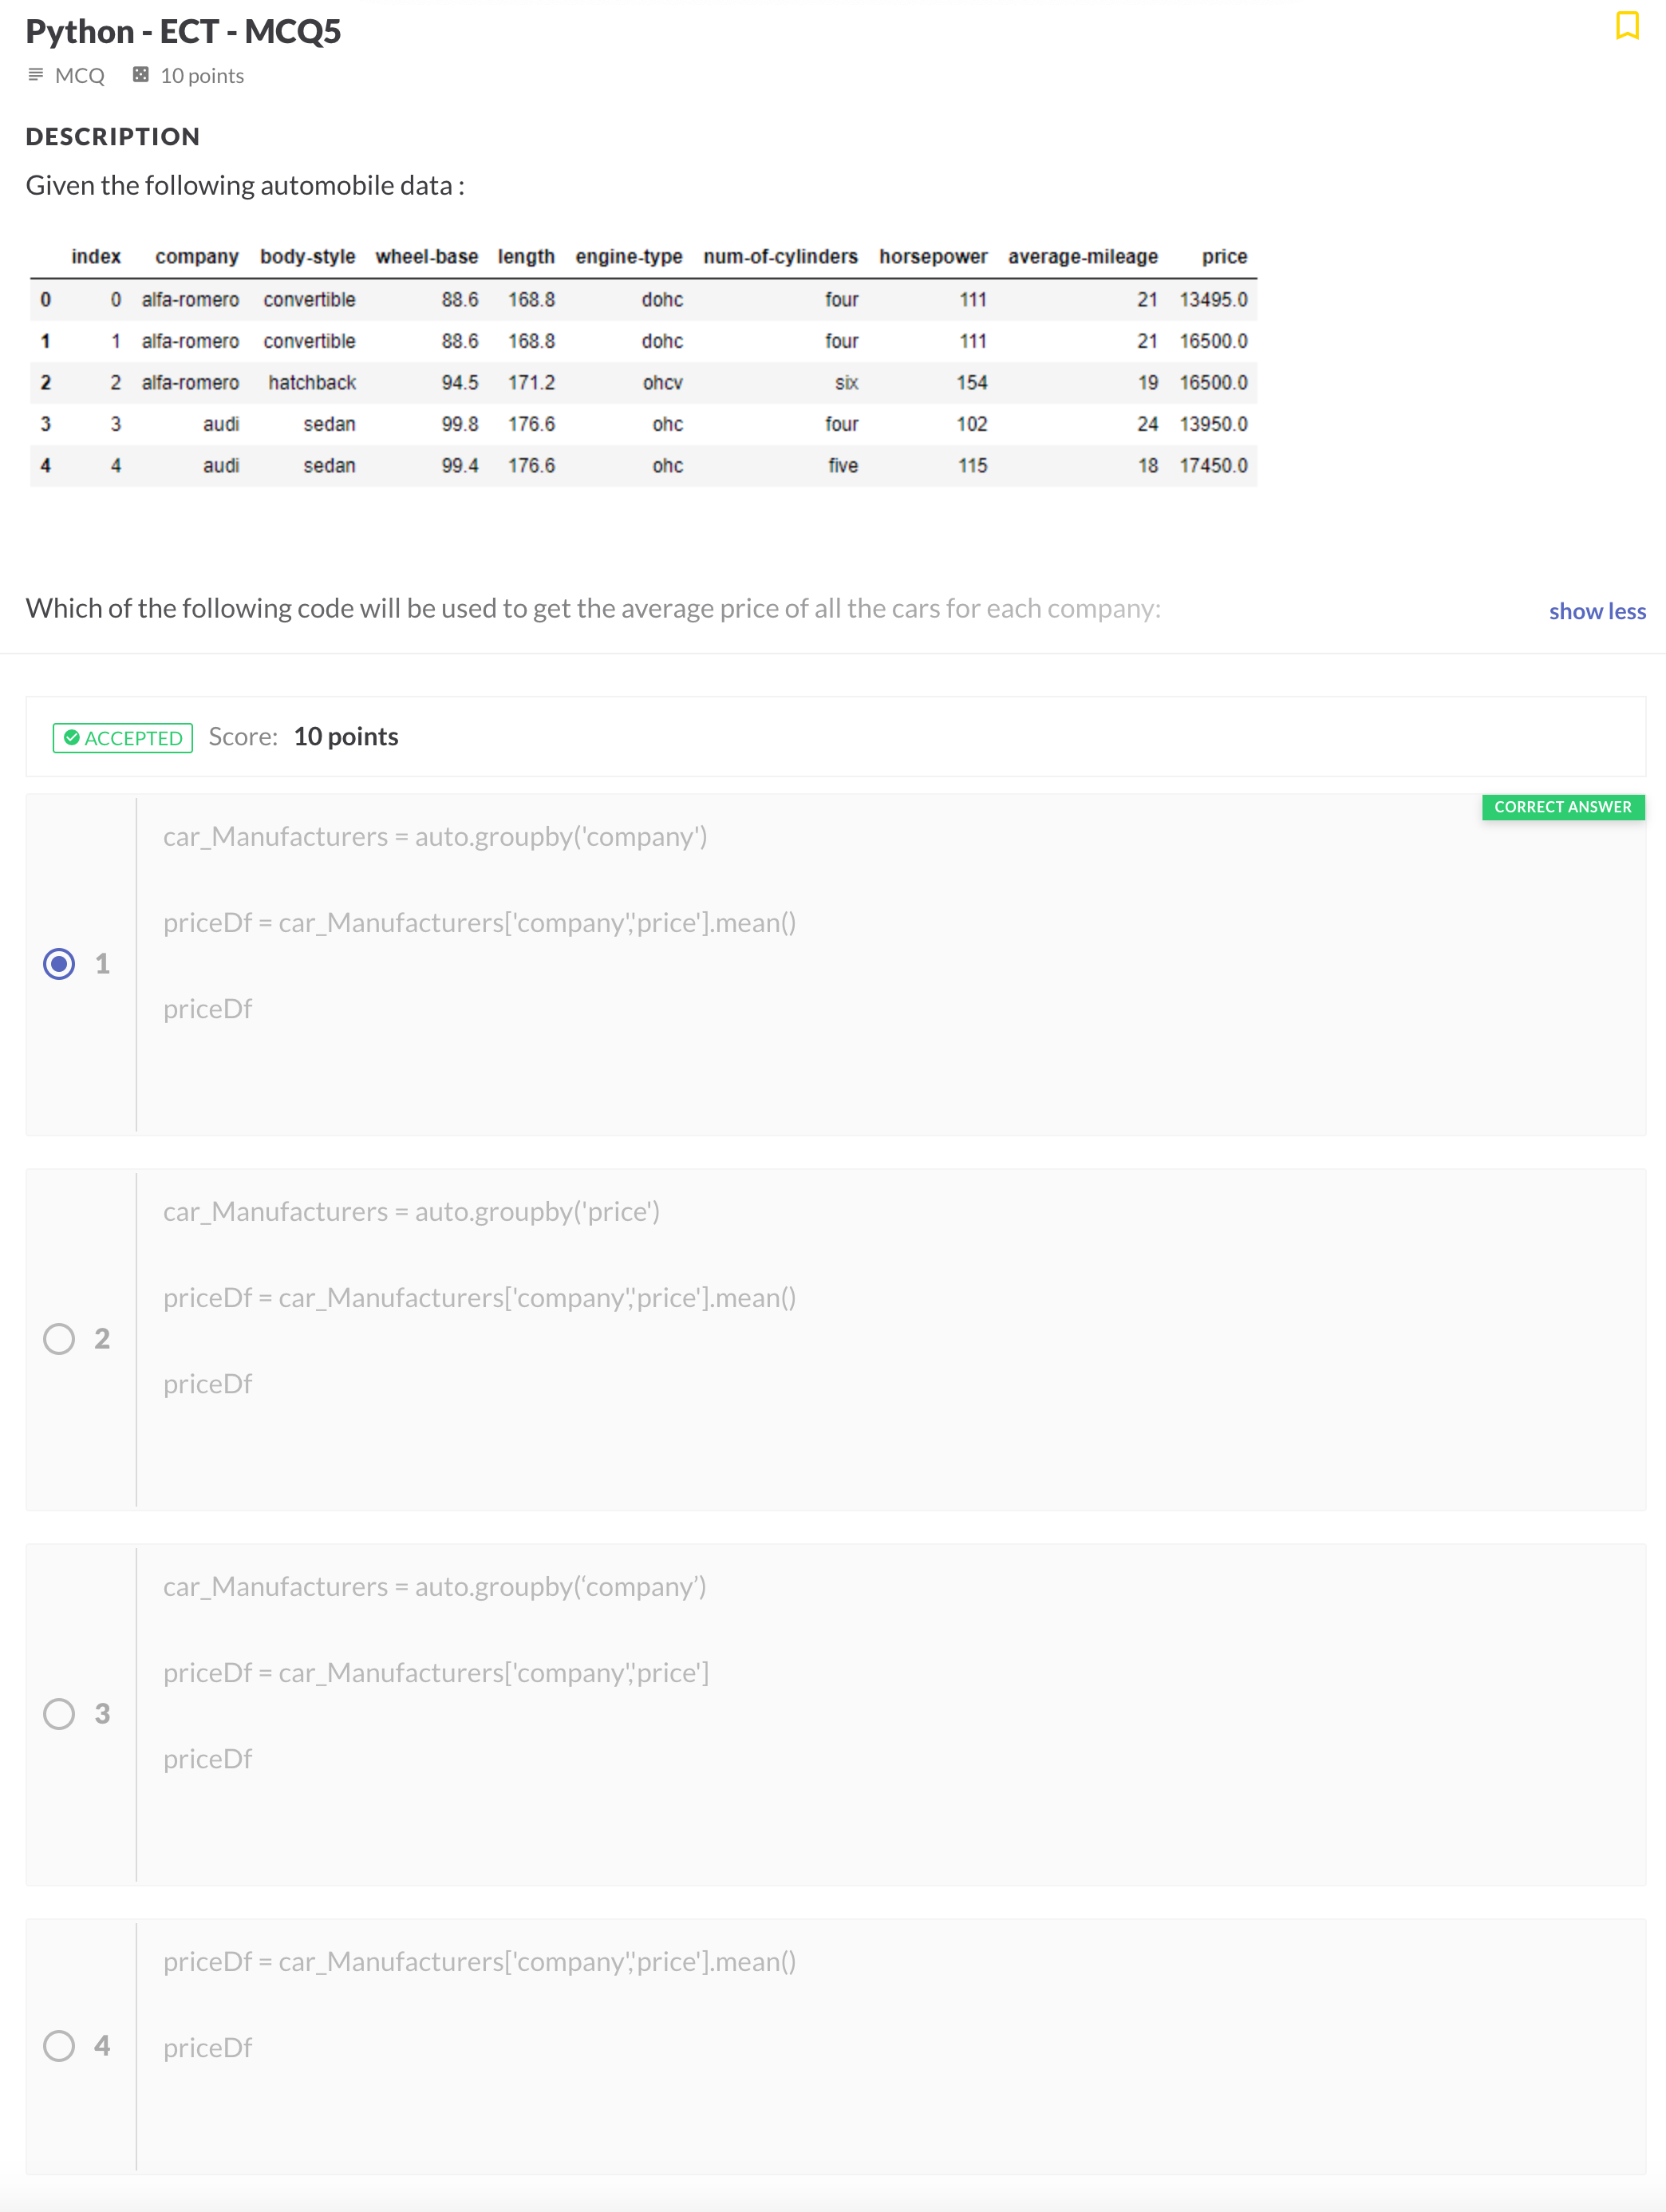 Python - ECT - MCQ5
MCQ 10 points
DESCRIPTION
Given the following automobile data :
index company body-style wheel-base length engine-type num-of-cylinders horsepower average-mileage price
0 0 alfa-romero convertible 88.6 168.8 dohc four 111 21 13495.0
1 1 alfa-romero convertible 88.6 168.8 dohc four 111 21 16500.0
2 2 alfa-romero hatchback 94.5 171.2 ohcv six 154 19 16500.0
3 3 audi sedan 99.8 176.6 ohc four 102 24 13950.0
4 4 audi sedan 99.4 176.6 ohc five 115 18 17450.0
Which of the following code will be used to get the average price of all the cars for each company:
show less
ACCEPTED Score: 10 points
CORRECT ANSWER
car_Manufacturers = auto.groupby('company')
priceDf = car_Manufacturers['company','price'].mean()
1
priceDf
car_Manufacturers = auto.groupby('price')
priceDf = car_Manufacturers['company','price'].mean()
2
priceDf
car_Manufacturers = auto.groupby(‘company’)
priceDf = car_Manufacturers['company','price']
3
priceDf
priceDf = car_Manufacturers['company','price'].mean()
4
priceDf